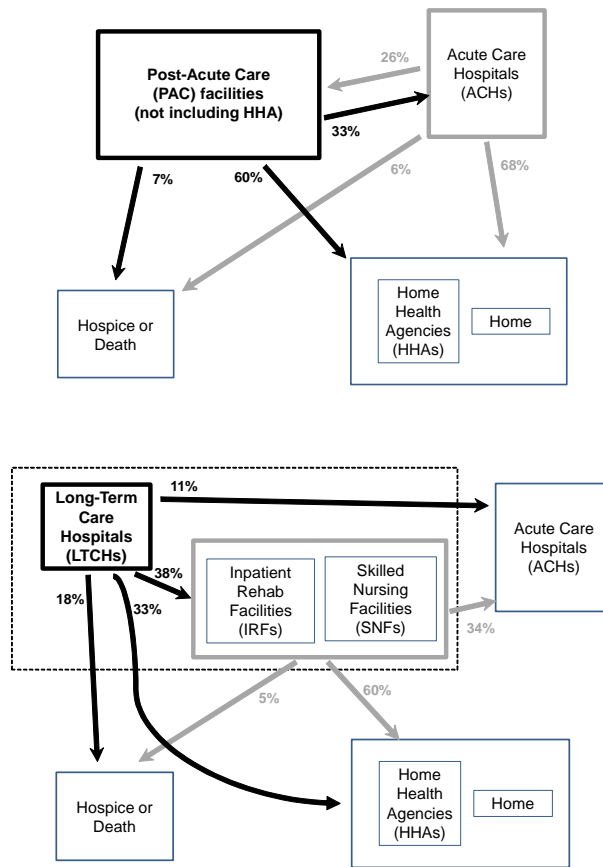 Post-Acute Care
(PAC) facilities
(not including HHA)
26%
Acute Care
Hospitals
(ACHs)
33%
7%
60%
6%
68%
Hospice or
Death
Home
Health
Agencies
(HHAs)
Home
Long-Term
Care
Hospitals
(LTCHs)
11%
Acute Care
Hospitals
(ACHs)
38%
Inpatient
Rehab
Facilities
(IRFs)
Skilled
Nursing
Facilities
(SNFs)
18%
33%
34%
5%
60%
Hospice or
Death
Home
Health
Agencies
(HHAs)
Home